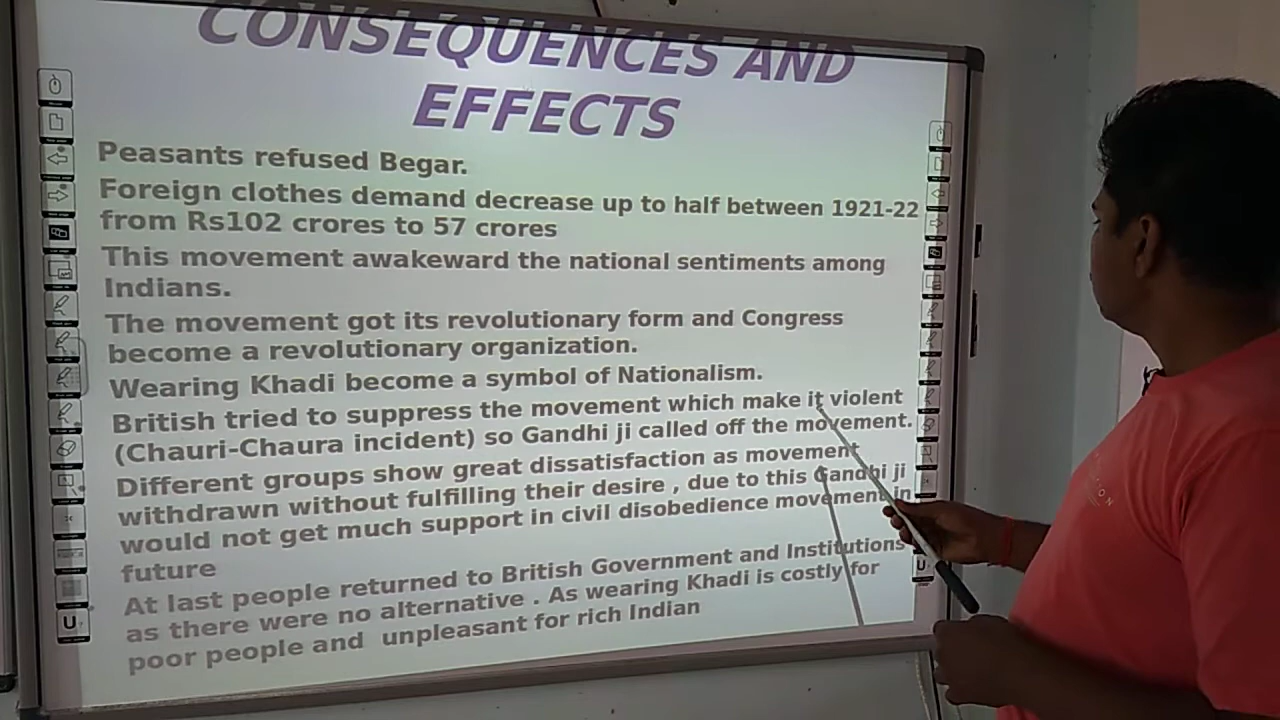 CONSEQUENCES AND
EFFECTS
Peasants refused Begar.
Foreign clothes demand decrease up to half between 1921-22
from Rs102 crores to 57 crores
This movement awakeward the national sentiments among
Indians.
The movement got its revolutionary form and Congress
become a revolutionary organization.
Wearing Khadi become a symbol of Nationalism.
British tried to suppress the movement which make it violent
(Chauri-Chaura incident) so Gandhi ji called off the movement.
Different groups show great dissatisfaction as movement
withdrawn without fulfilling their desire , due to this Gandhi ji
would not get much support in civil disobedience movement in
future
At last people returned to British Government and Institutions
as there were no alternative . As wearing Khadi is costly for
poor people and unpleasant for rich Indian